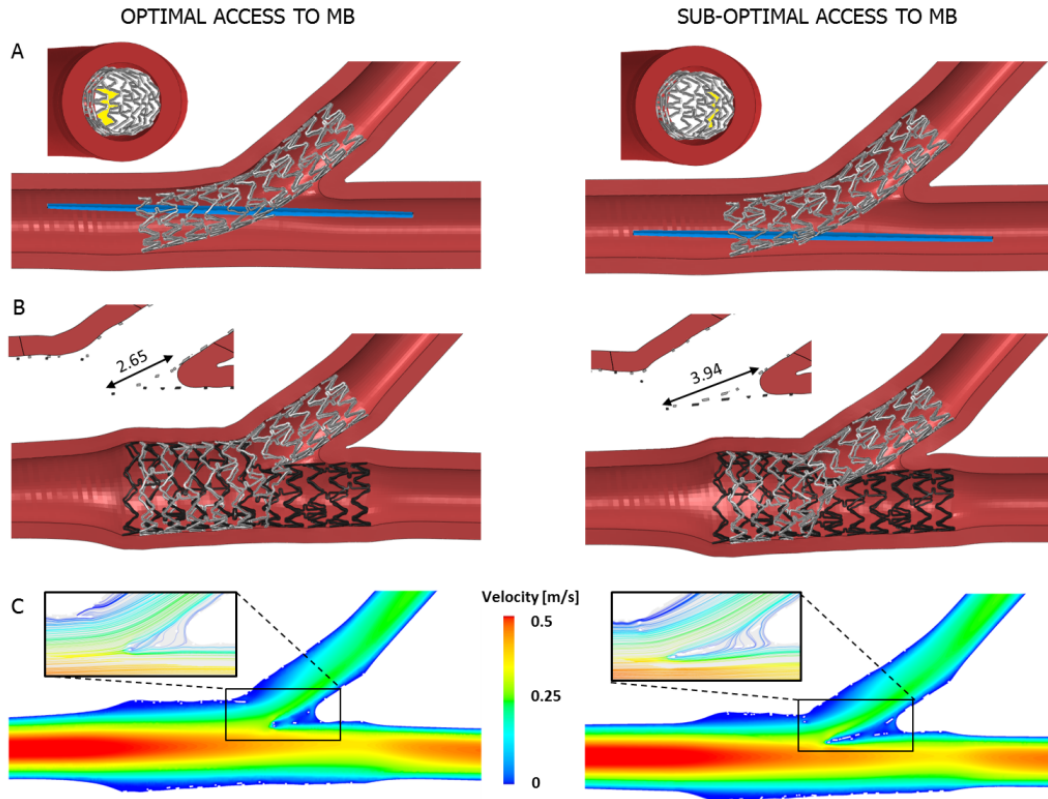 OPTIMAL ACCESS TO MB
SUB-OPTIMAL ACCESS TO MB
A
B
2.65
3.94
C
Velocity [m/s]
0.5
0.25
0